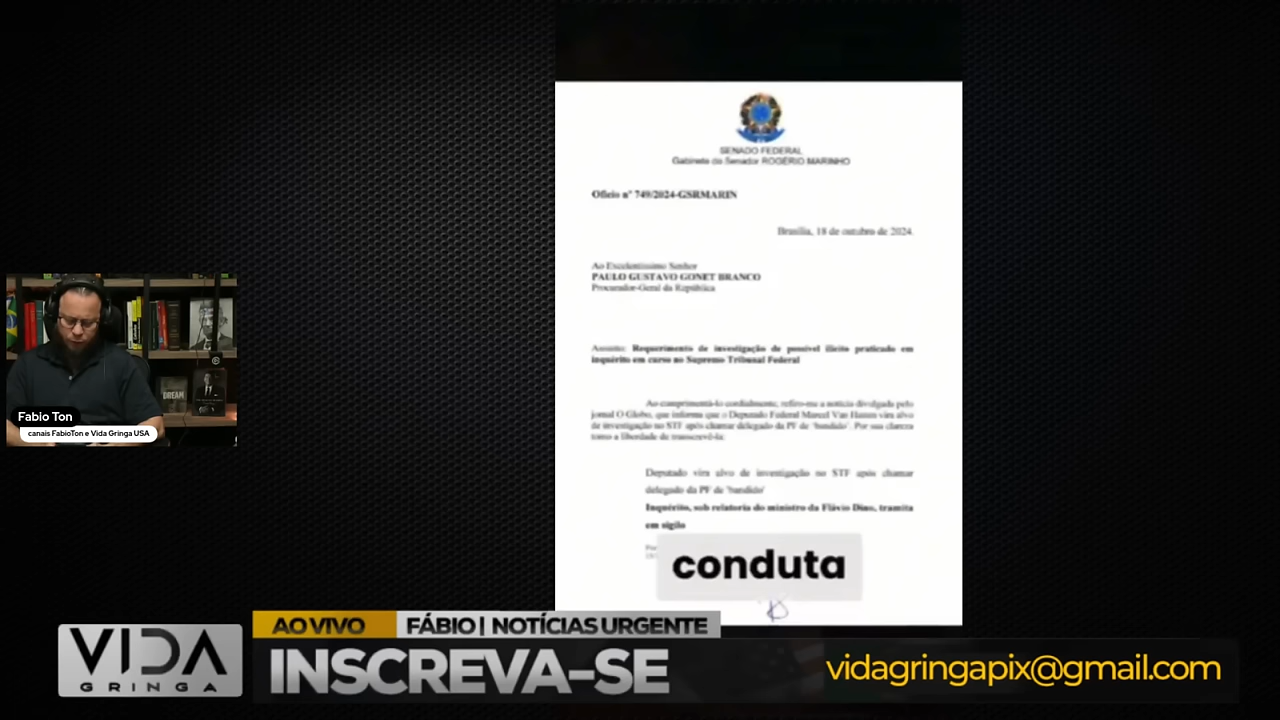 SENADO FEDERAL
Gabinete do Senador ROGÉRIO MARINHO
Ofício nº 749/2024-GSRMARIN
Brasília, 18 de outubro de 2024.
Ao Excelentíssimo Senhor
PAULO GUSTAVO GONET BRANCO
Procurador-Geral da República
Assunto: Requerimento de investigação de possível ilícito praticado em
inquérito em curso no Supremo Tribunal Federal
Ao cumprimentá-lo cordialmente, refiro-me a notícia divulgada pelo
jornal O Globo, que informa que o Deputado Federal Marcel Van Hattem vira alvo
de investigação no STF após chamar delegado da PF de 'bandido'. Por sua clareza
tomo a liberdade de transcrevê-la:
Deputado vira alvo de investigação no STF após chamar
delegado da PF de 'bandido'
Inquérito, sob relatoria do ministro da Flávio Dino, tramita
em sigilo
conduta
DREAM
Fabio Ton
canais FabioTon e Vida Gringa USA
VIDA
GRINGA
AO VIVO
FÁBIO | NOTÍCIAS URGENTE
INSCREVA-SE
vidagringapix@gmail.com